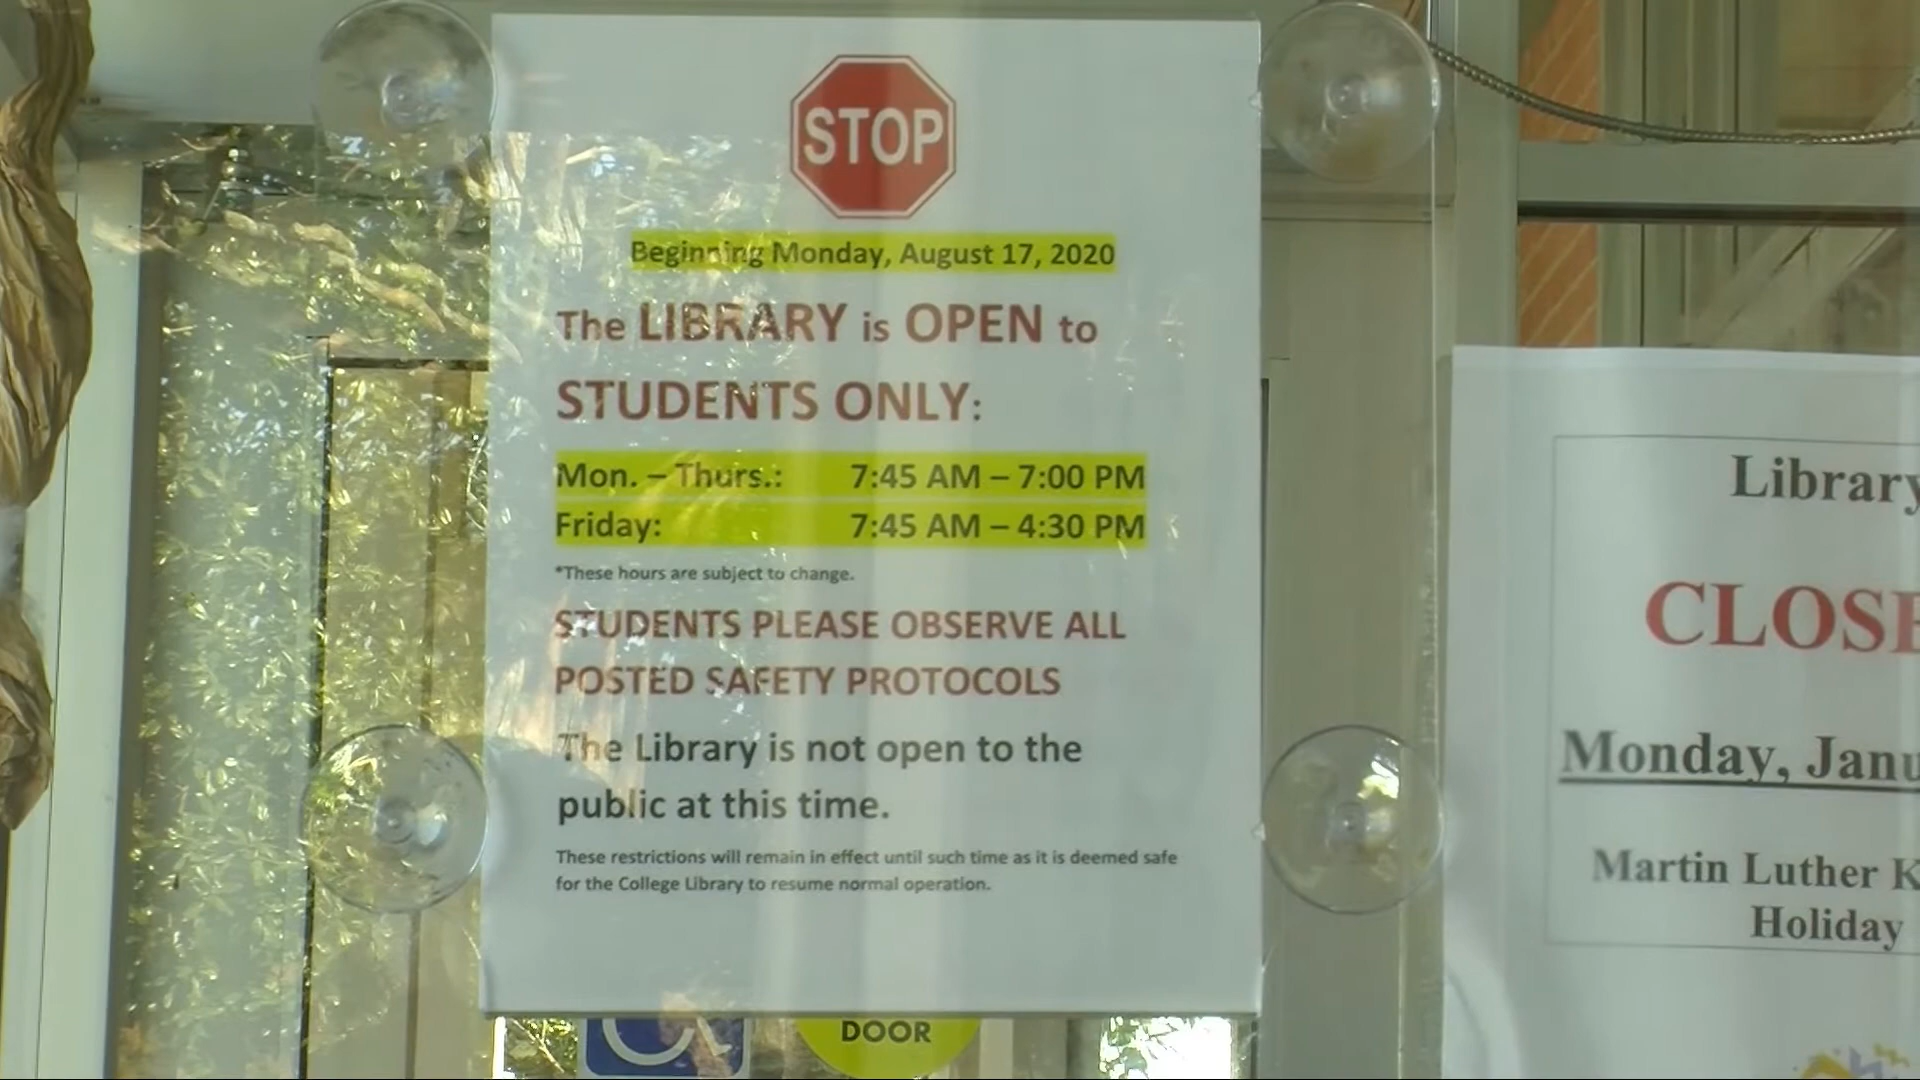 STOP
Beginning Monday, August 17, 2020
The LIBRARY is OPEN to
STUDENTS ONLY:
Mon. – Thurs.: 7:45 AM – 7:00 PM
Friday: 7:45 AM – 4:30 PM
*These hours are subject to change.
STUDENTS PLEASE OBSERVE ALL
POSTED SAFETY PROTOCOLS
The Library is not open to the
public at this time.
These restrictions will remain in effect until such time as it is deemed safe
for the College Library to resume normal operation.
DOOR
Library
CLOSE
Monday, Janu
Martin Luther K
Holiday